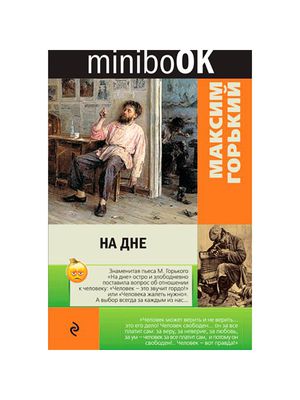 miniboOK
МАКСИМ
ГОРЬКИЙ
НА ДНЕ
Знаменитая пьеса М. Горького
«На дне» остро и злободневно
поставила вопрос об отношении
к человеку: «Человек – это звучит гордо!»
или «Человека жалеть нужно».
А выбор всегда за каждым из нас...
«Человек может верить и не верить...
это его дело! Человек свободен... он за все
платит сам: за веру, за неверие, за любовь,
за ум – человек за все платит сам, и потому он
свободен!.. Человек – вот правда!»